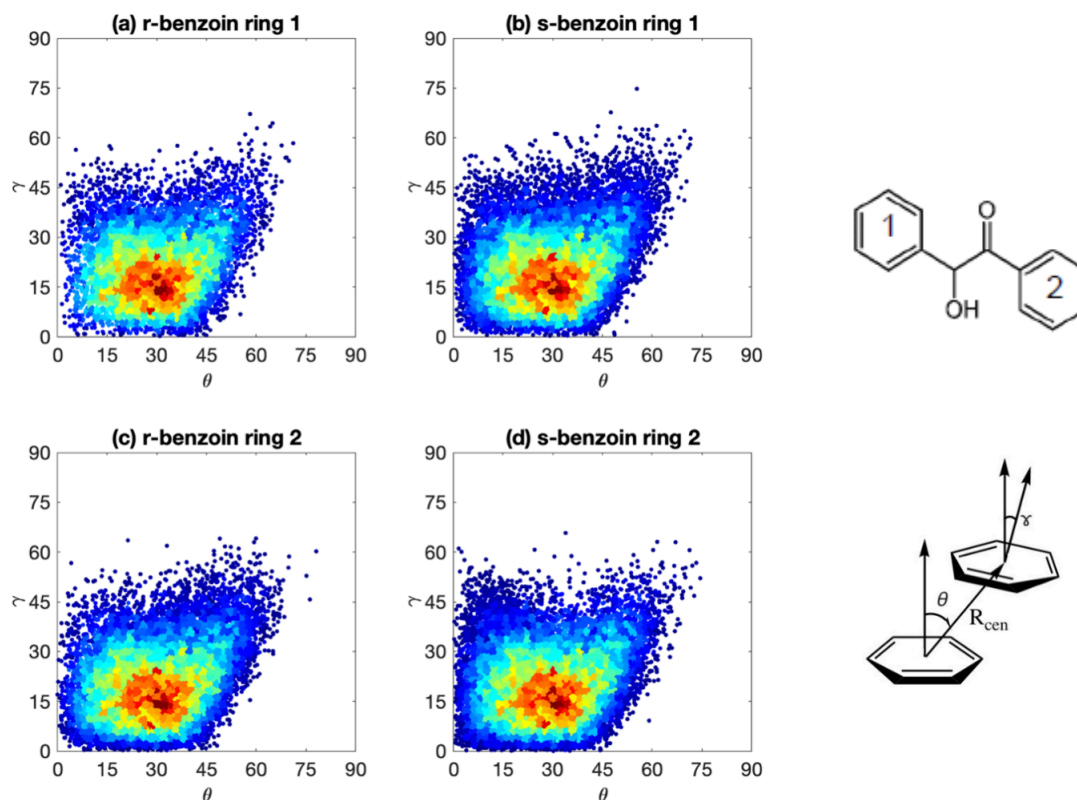 (a) r-benzoin ring 1
90
75
60
45
30
15
0
γ
0 15 30 45 60 75 90
θ
(b) s-benzoin ring 1
90
75
60
45
30
15
0
γ
0 15 30 45 60 75 90
θ
1
O
OH
2
(c) r-benzoin ring 2
90
75
60
45
30
15
0
γ
0 15 30 45 60 75 90
θ
(d) s-benzoin ring 2
90
75
60
45
30
15
0
γ
0 15 30 45 60 75 90
θ
γ
θ
Rcen